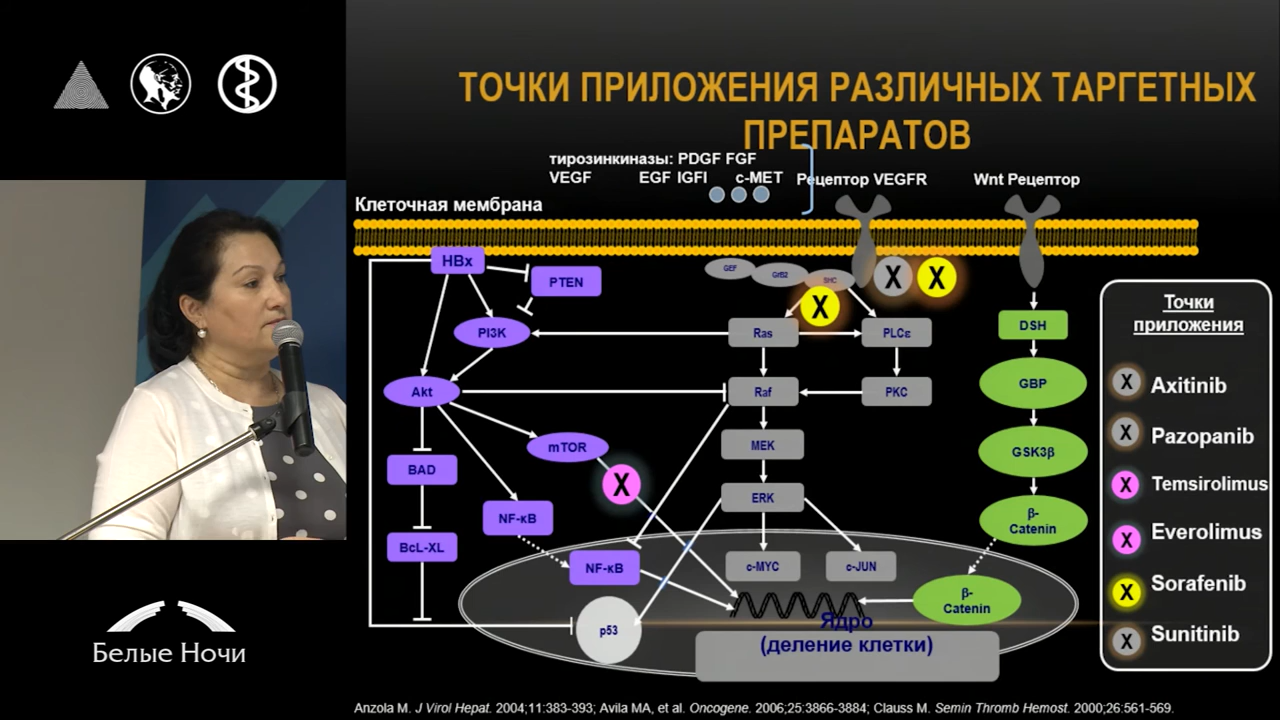 ТОЧКИ ПРИЛОЖЕНИЯ РАЗЛИЧНЫХ ТАРГЕТНЫХ
ПРЕПАРАТОВ
тирозинкиназы: PDGF FGF
VEGF EGF IGFI c-MET
Рецептор VEGFR
Wnt Рецептор
Клеточная мембрана
HBx
PTEN
GEF
GrB2
SHC
X
X
X
PI3K
Ras
PLCε
DSH
Akt
Raf
PKC
GBP
mTOR
MEK
GSK3β
BAD
X
ERK
NF-κB
β-
Catenin
BcL-XL
NF-κB
c-MYC
c-JUN
β-
Catenin
p53
Ядро
(деление клетки)
Точки
приложения
X Axitinib
X Pazopanib
X Temsirolimus
X Everolimus
X Sorafenib
X Sunitinib
Белые Ночи
Anzola M. J Virol Hepat. 2004;11:383-393; Avila MA, et al. Oncogene. 2006;25:3866-3884; Clauss M. Semin Thromb Hemost. 2000;26:561-569.